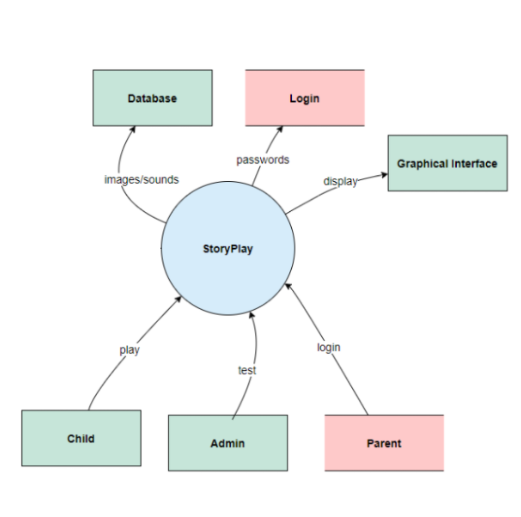 Database
Login
passwords
Graphical Interface
images/sounds
display
StoryPlay
play
login
test
Child
Admin
Parent